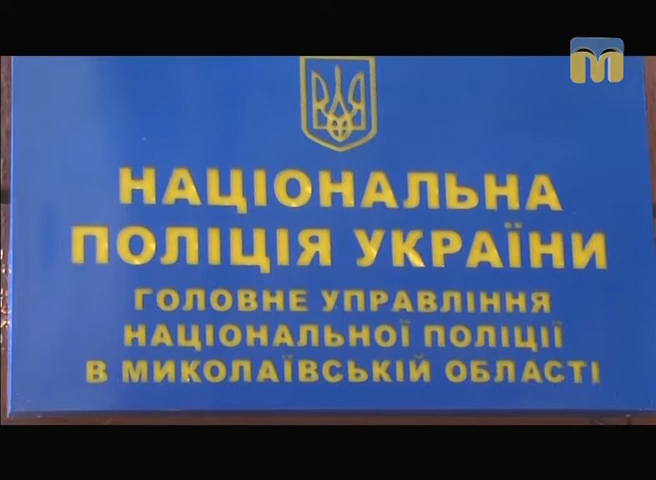 НАЦІОНАЛЬНА
ПОЛІЦІЯ УКРАЇНИ
ГОЛОВНЕ УПРАВЛІННЯ
НАЦІОНАЛЬНОЇ ПОЛІЦІЇ
В МИКОЛАЇВСЬКІЙ ОБЛАСТІ